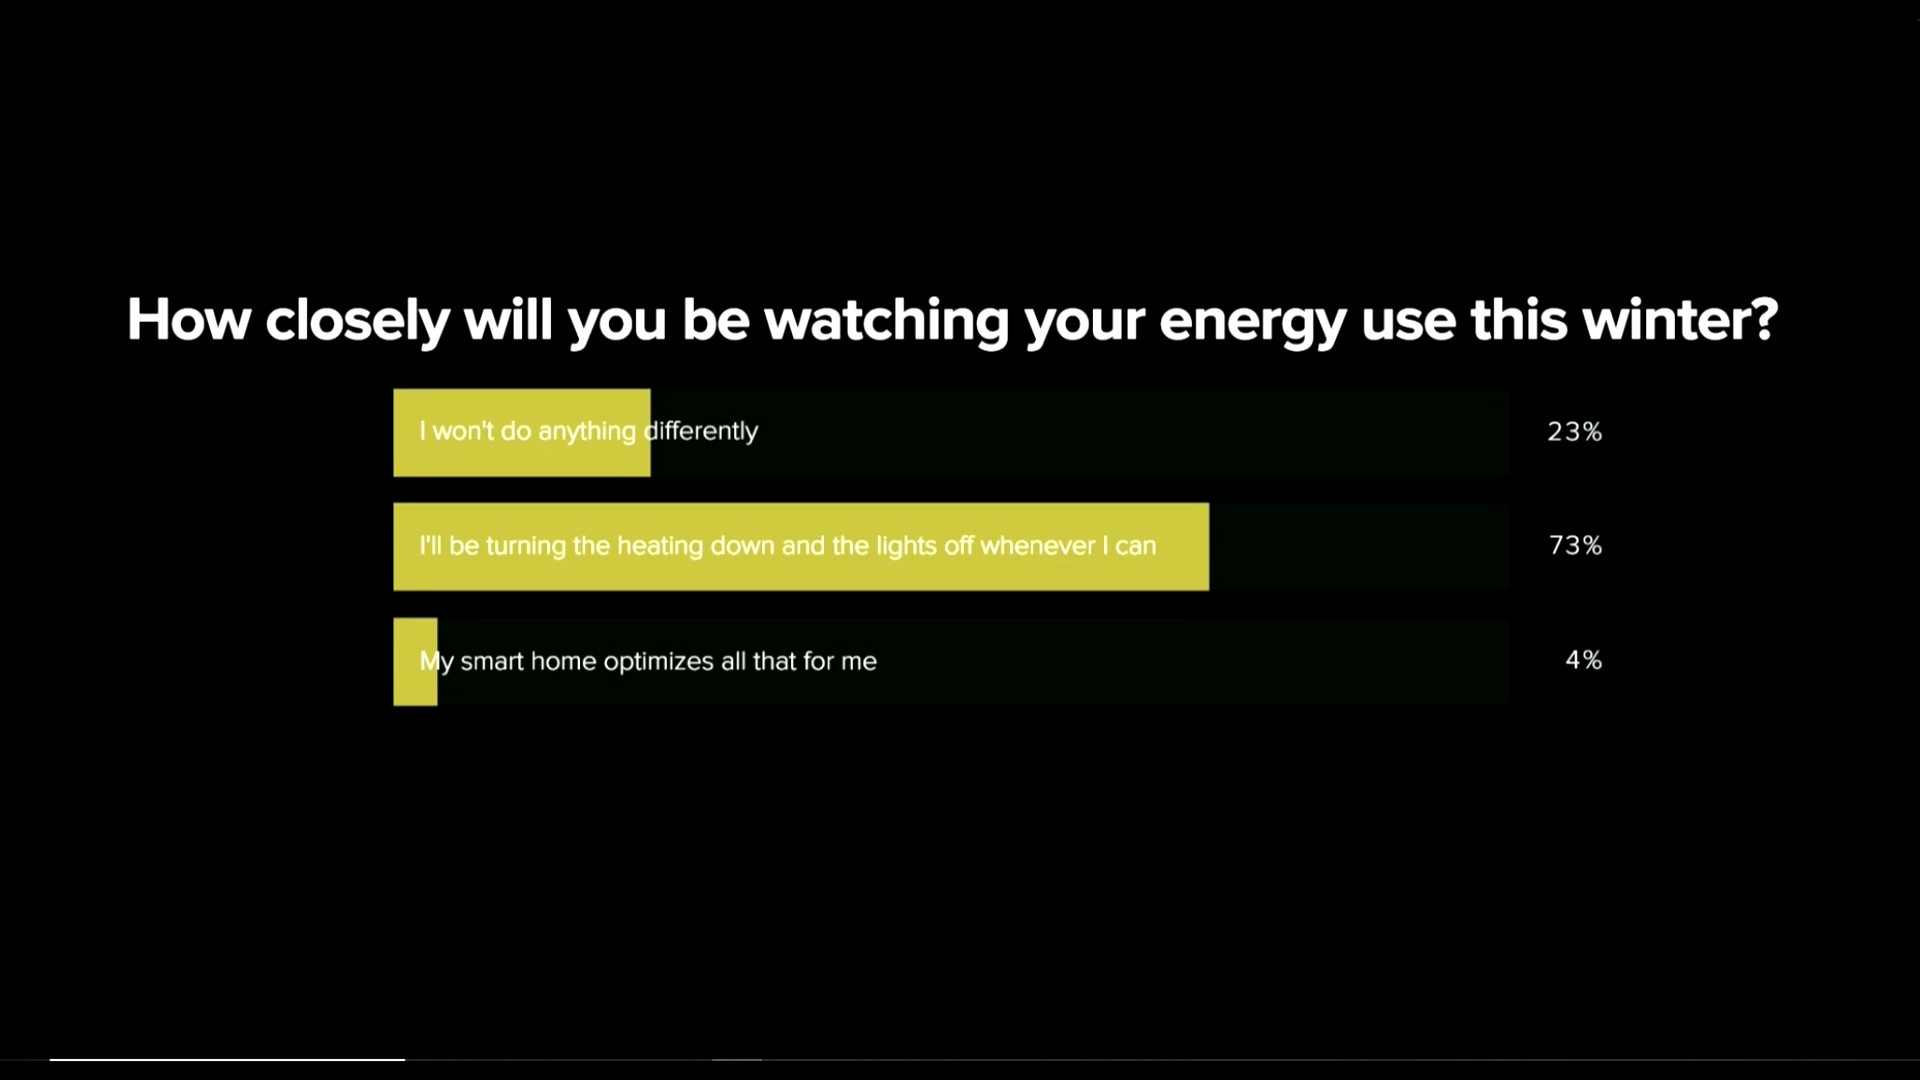 How closely will you be watching your energy use this winter?
I won't do anything differently 23%
I'll be turning the heating down and the lights off whenever I can 73%
My smart home optimizes all that for me 4%